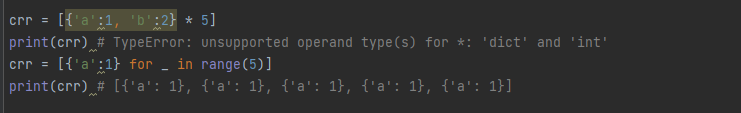 crr = [{'a':1, 'b':2} * 5]
print(crr) # TypeError: unsupported operand type(s) for *: 'dict' and 'int'
crr = [{'a':1} for _ in range(5)]
print(crr) # [{'a': 1}, {'a': 1}, {'a': 1}, {'a': 1}, {'a': 1}]